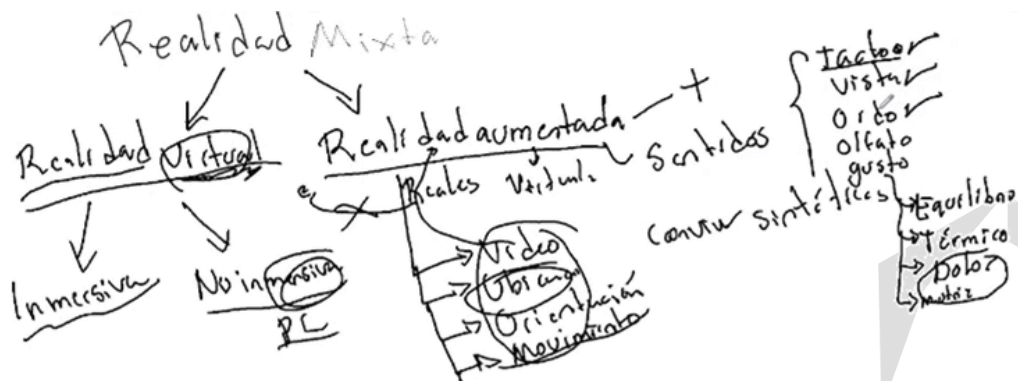 Realidad Mixta
Realidad Virtual
Realidad aumentada +
Sentidos
Tacto
Vista
Oído
Olfato
gusto
Equilibrio
Térmico
Dolor
motriz
Inmersiva
No inmersiva
PC
Reales
Video
Ubicación
Orientación
Movimiento
sintéticos